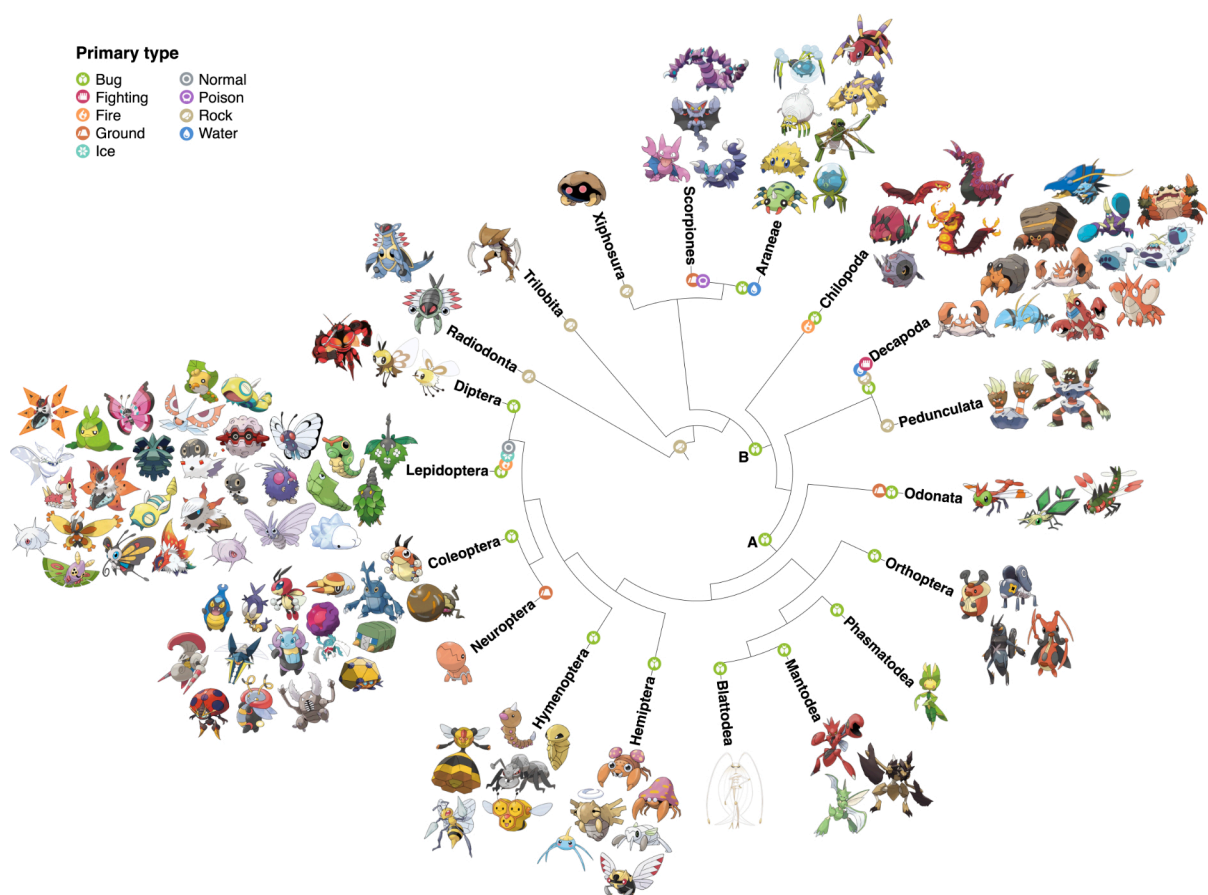 Primary type
Bug
Fighting
Fire
Ground
Ice
Normal
Poison
Rock
Water
Xiphosura
Scorpiones
Araneae
Trilobita
Chilopoda
Radiodonta
Decapoda
Diptera
Pedunculata
Lepidoptera
B
Odonata
Coleoptera
A
Orthoptera
Neuroptera
Phasmatodea
Hymenoptera
Hemiptera
Blattodea
Mantodea